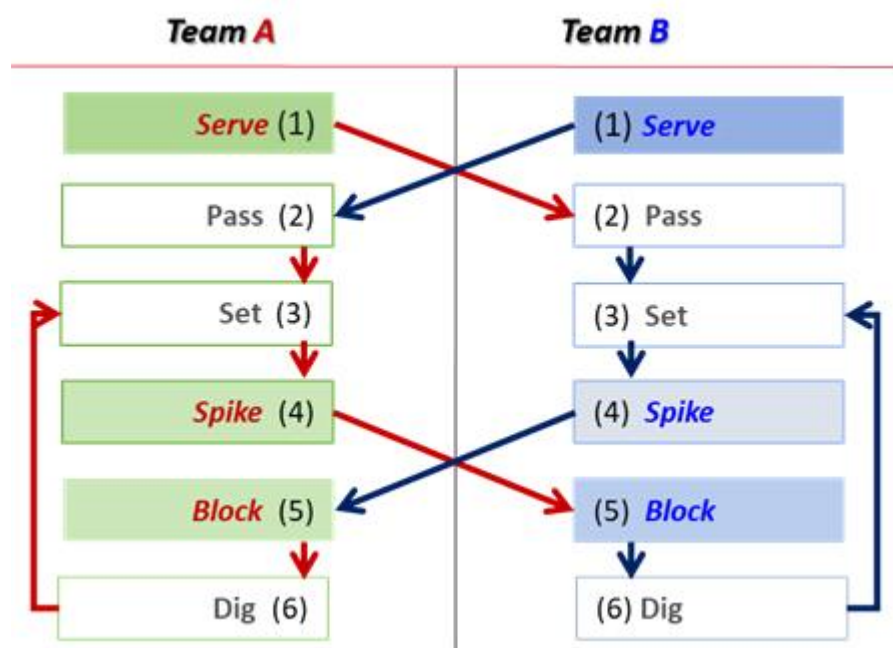 Team A Team B
Serve (1) (1) Serve
Pass (2) (2) Pass
Set (3) (3) Set
Spike (4) (4) Spike
Block (5) (5) Block
Dig (6) (6) Dig